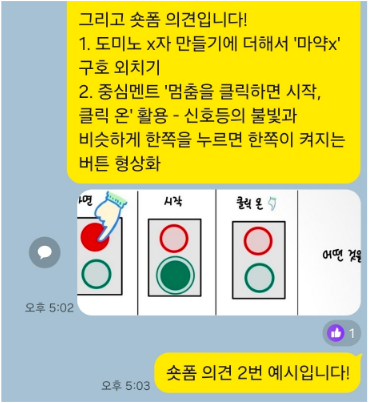 그리고 숏폼 의견입니다!
1. 도미노 x자 만들기에 더해서 '마약x'
구호 외치기
2. 중심멘트 '멈춤을 클릭하면 시작,
클릭 온' 활용 - 신호등의 불빛과
비슷하게 한쪽을 누르면 한쪽이 켜지는
버튼 형상화
면
시작
클릭 온
어떤 것을
오후 5:02
1
숏폼 의견 2번 예시입니다!
오후 5:03